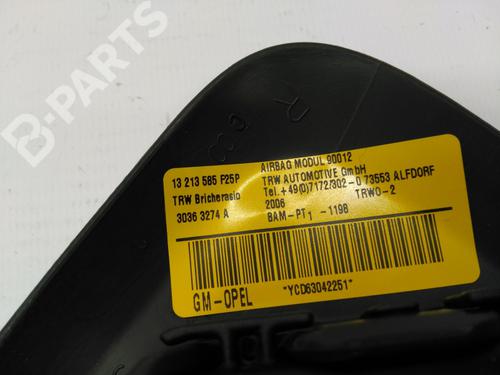 B-PARTS
R
13 213 585 F25P
TRW Bricherasio
3036 3274 A
AIRBAG MODUL 90012
TRW AUTOMOTIVE GmbH
Tel.+49(0)7172/302-0 73553 ALFDORF
2006 TRWO-2
BAM-PT1 -1198
GM-OPEL
*YCD63042251*